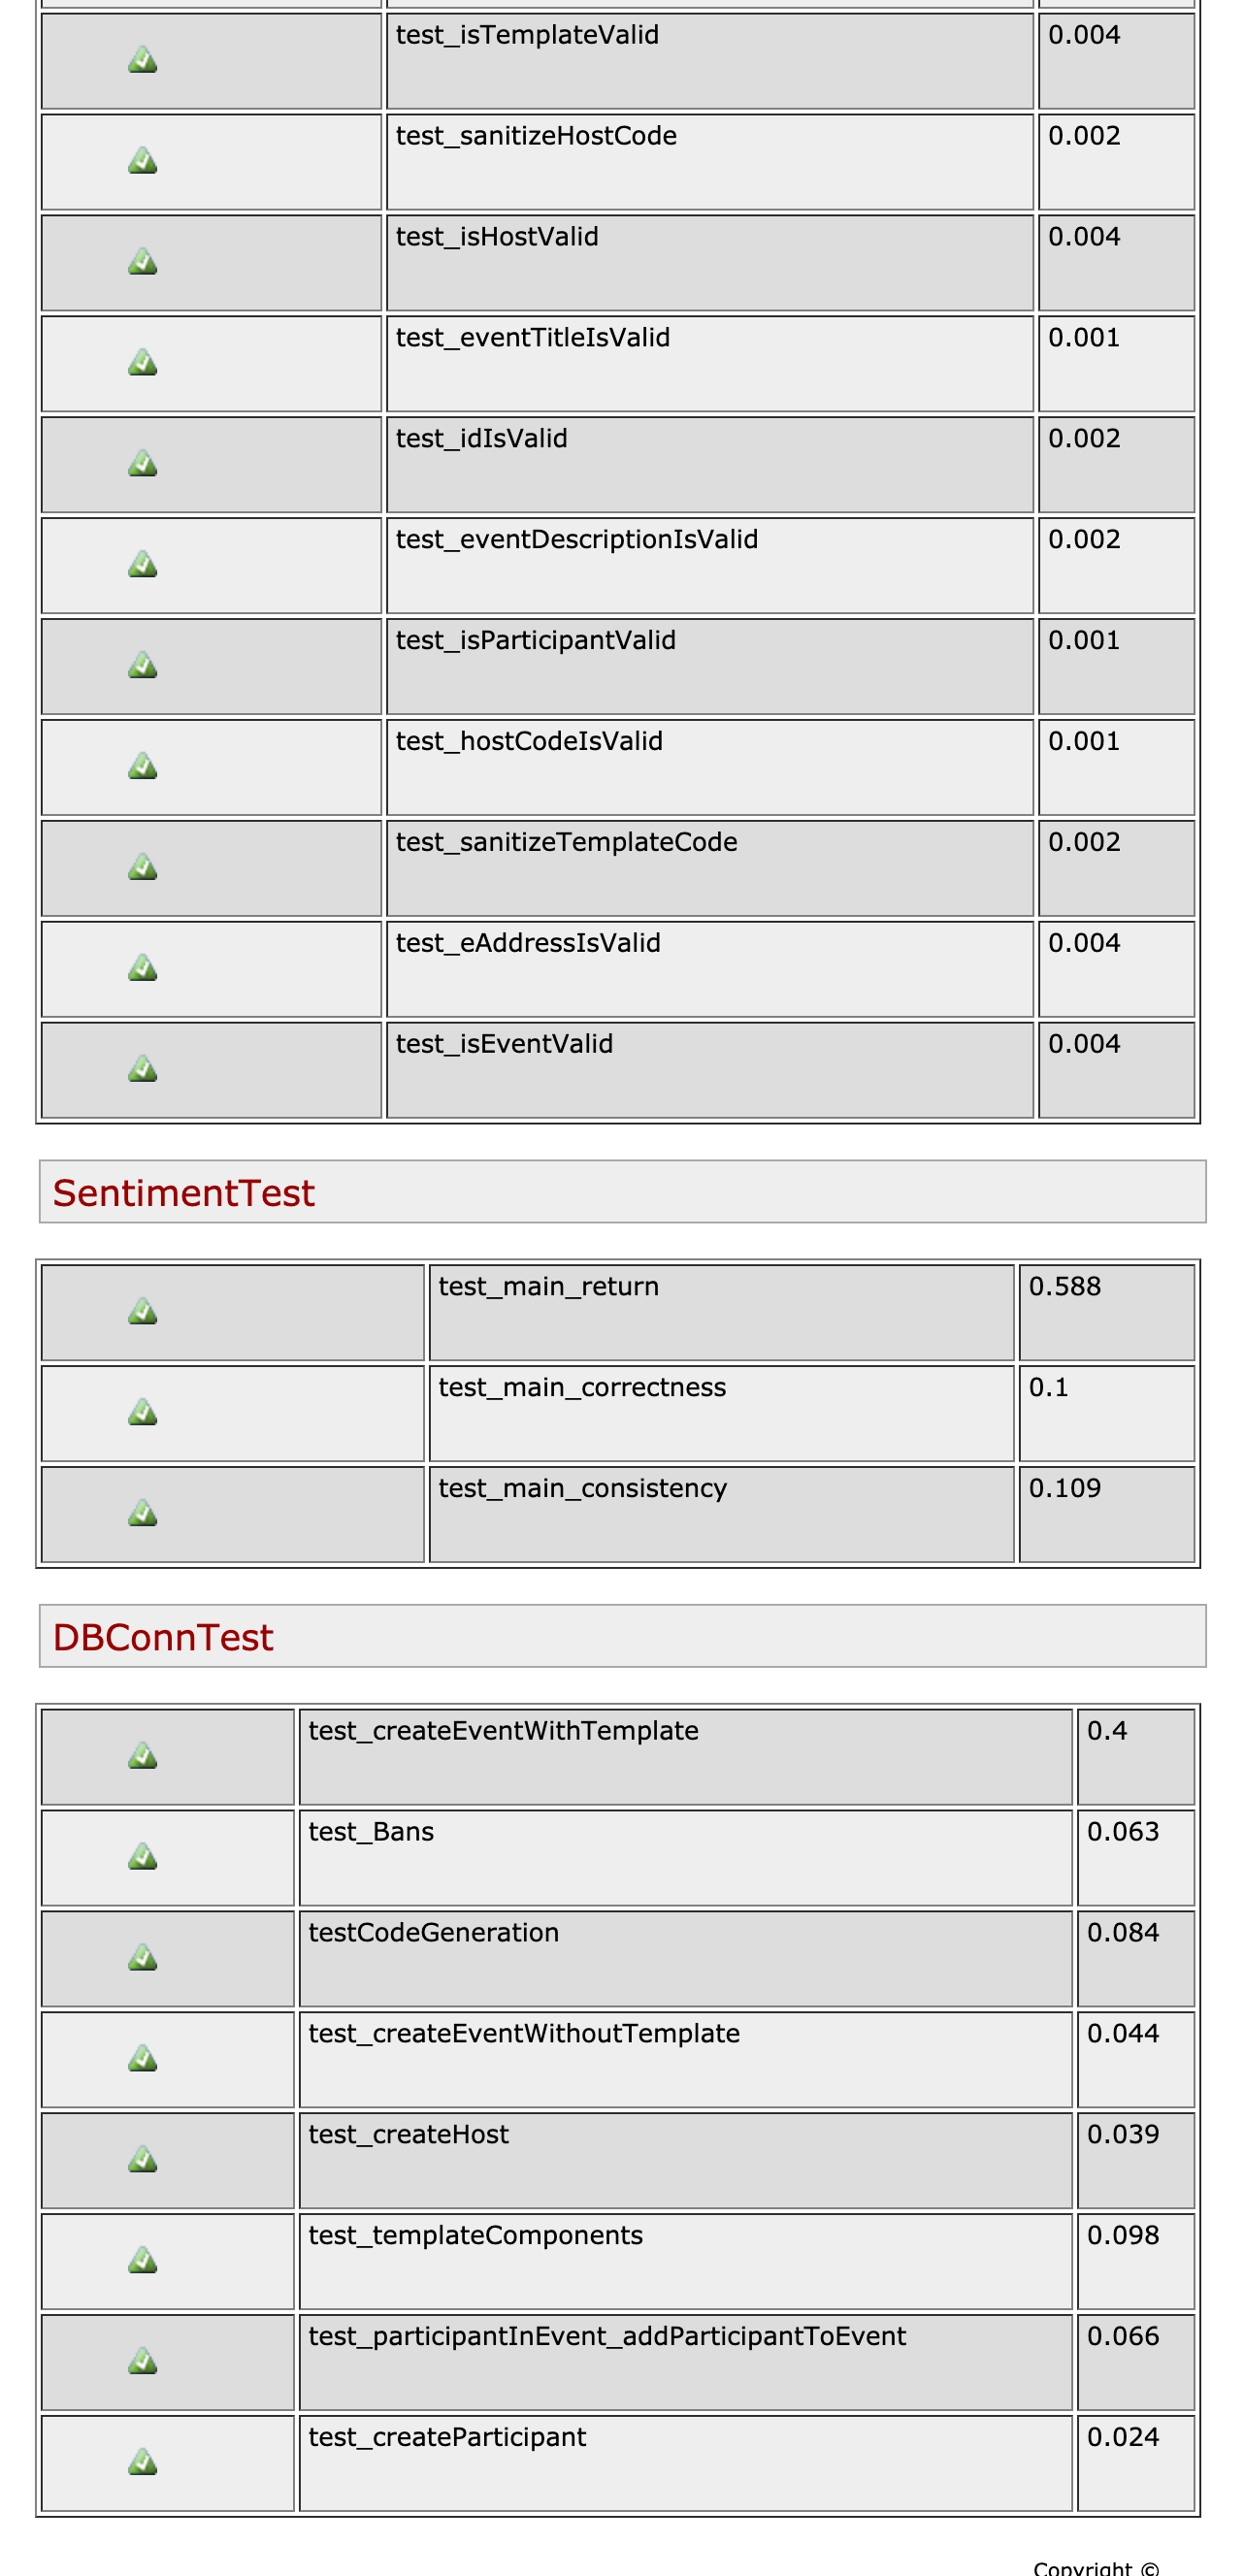 test_isTemplateValid 0.004
test_sanitizeHostCode 0.002
test_isHostValid 0.004
test_eventTitleIsValid 0.001
test_idIsValid 0.002
test_eventDescriptionIsValid 0.002
test_isParticipantValid 0.001
test_hostCodeIsValid 0.001
test_sanitizeTemplateCode 0.002
test_eAddressIsValid 0.004
test_isEventValid 0.004
SentimentTest
test_main_return 0.588
test_main_correctness 0.1
test_main_consistency 0.109
DBConnTest
test_createEventWithTemplate 0.4
test_Bans 0.063
testCodeGeneration 0.084
test_createEventWithoutTemplate 0.044
test_createHost 0.039
test_templateComponents 0.098
test_participantInEvent_addParticipantToEvent 0.066
test_createParticipant 0.024
Copyright ©